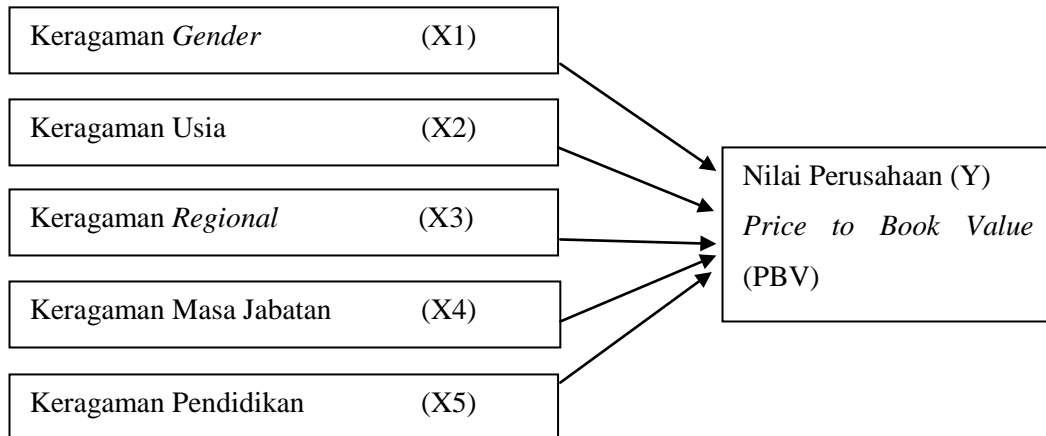 Keragaman Gender (X1)
Keragaman Usia (X2)
Keragaman Regional (X3)
Keragaman Masa Jabatan (X4)
Keragaman Pendidikan (X5)
Nilai Perusahaan (Y)
Price to Book Value
(PBV)